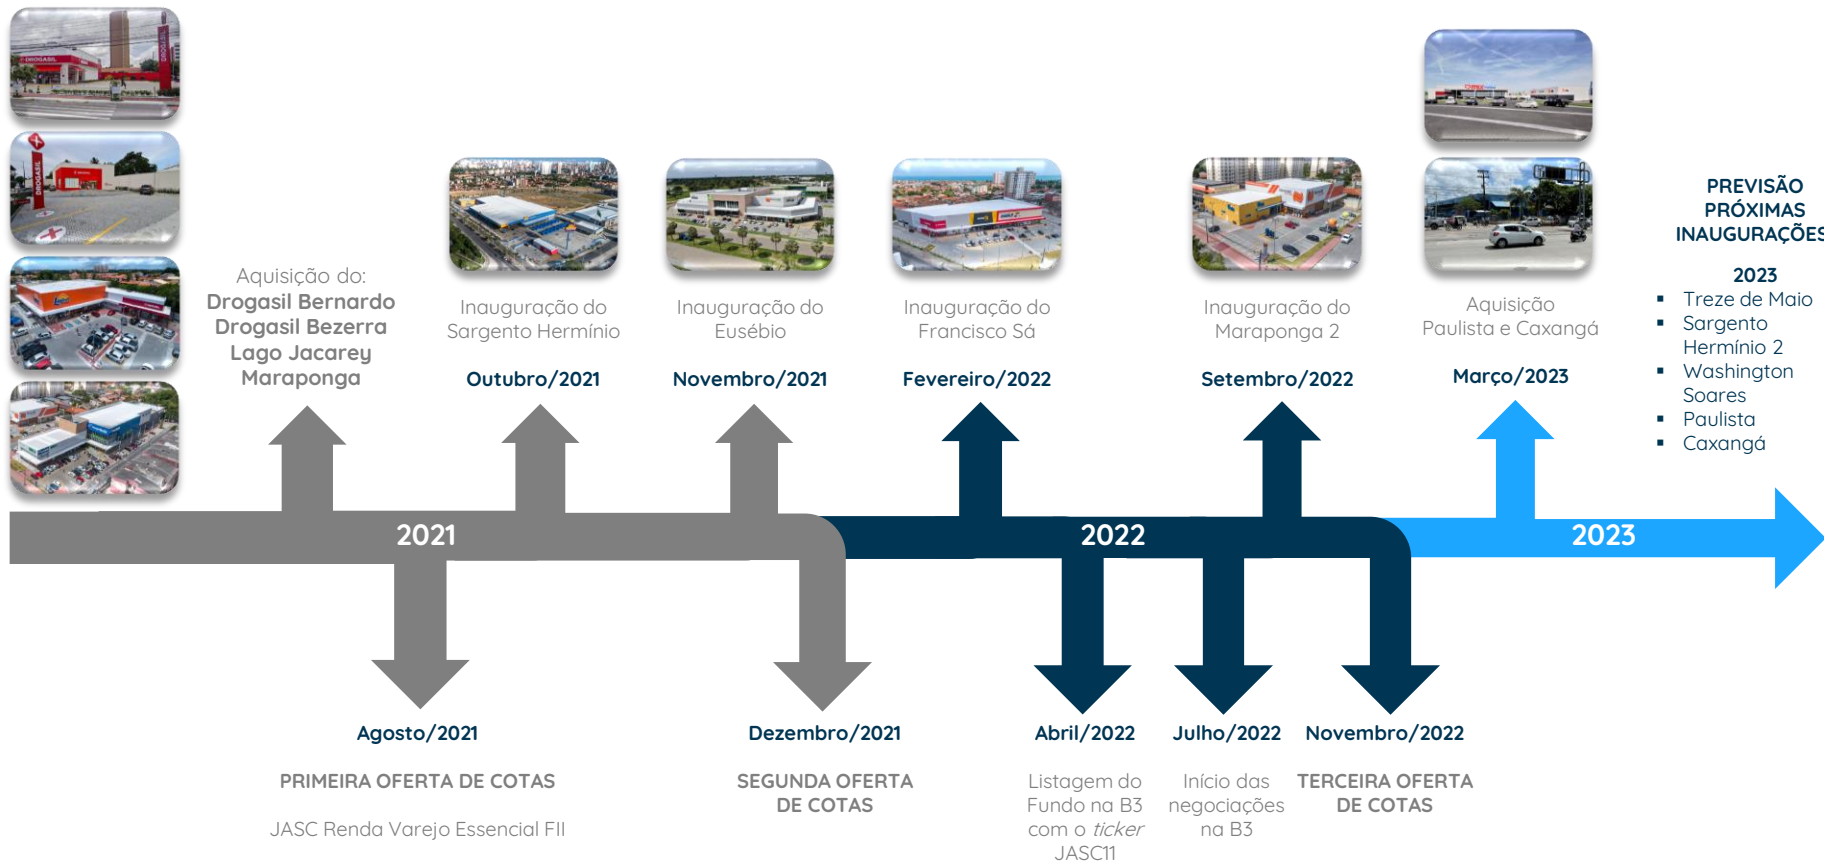 Aquisição do:
Drogasil Bernardo
Drogasil Bezerra
Lago Jacarey
Maraponga
Inauguração do
Sargento Hermínio
Outubro/2021
Inauguração do
Eusébio
Novembro/2021
Inauguração do
Francisco Sá
Fevereiro/2022
Inauguração do
Maraponga 2
Setembro/2022
Aquisição
Paulista e Caxangá
Março/2023
PREVISÃO
PRÓXIMAS
INAUGURAÇÕES
2023
▪ Treze de Maio
▪ Sargento
Hermínio 2
▪ Washington
Soares
▪ Paulista
▪ Caxangá
2021
2022
2023
Agosto/2021
PRIMEIRA OFERTA DE COTAS
JASC Renda Varejo Essencial FII
Dezembro/2021
SEGUNDA OFERTA
DE COTAS
Abril/2022
Listagem do
Fundo na B3
com o ticker
JASC11
Julho/2022
Início das
negociações
na B3
Novembro/2022
TERCEIRA OFERTA
DE COTAS
DROGASIL
DROGASIL
DROGASIL